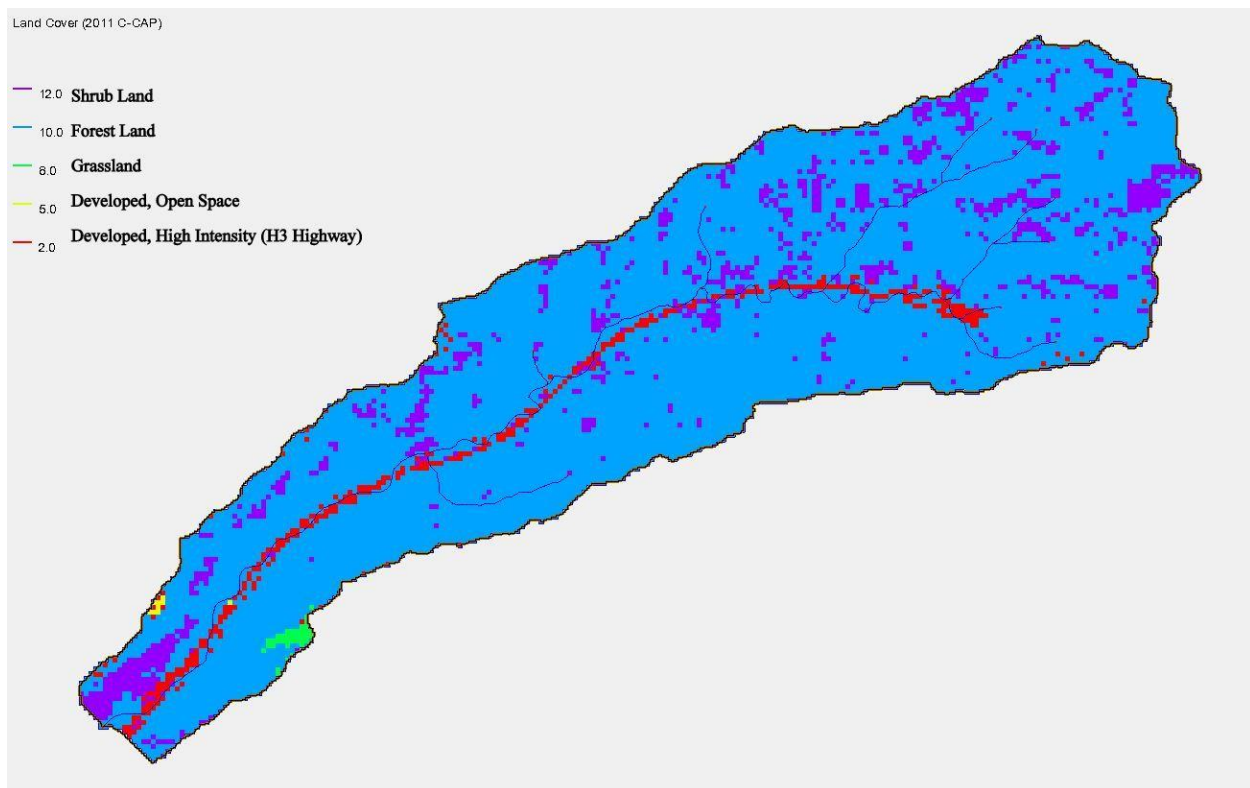 Land Cover (2011 C-CAP)
12.0 Shrub Land
10.0 Forest Land
8.0 Grassland
5.0 Developed, Open Space
2.0 Developed, High Intensity (H3 Highway)